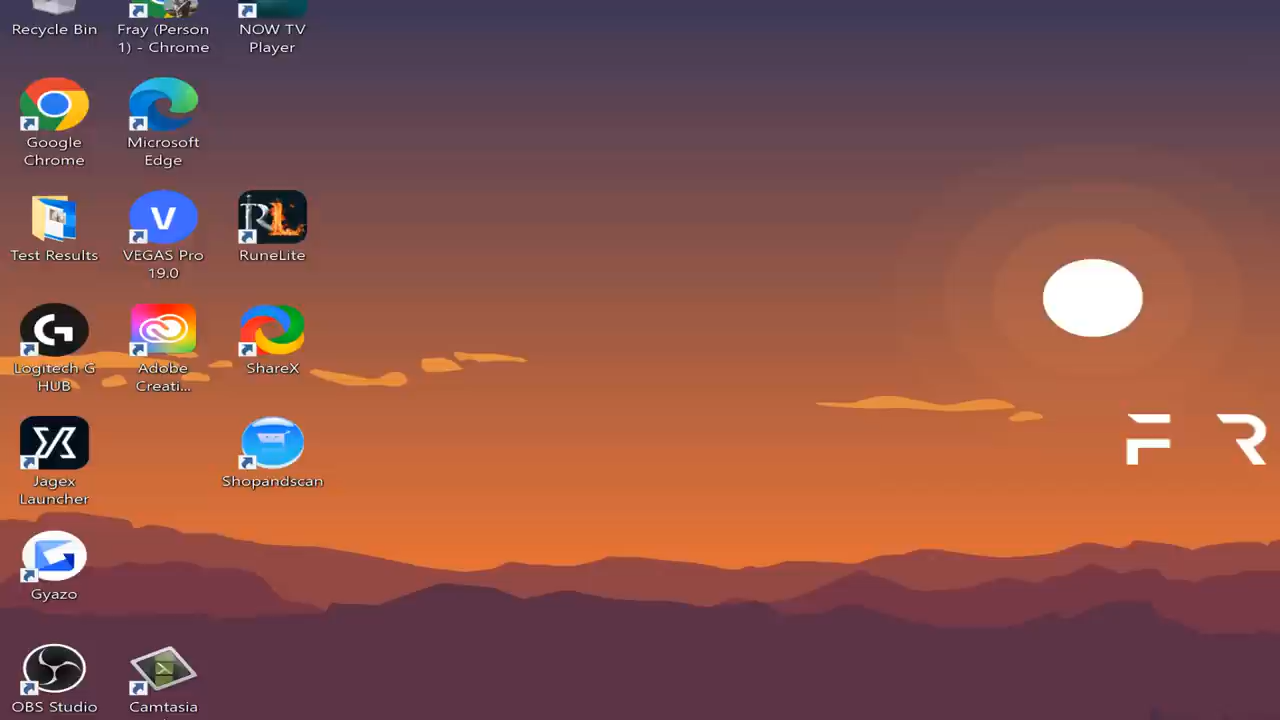 Recycle Bin
Fray (Person
1) - Chrome
NOW TV
Player
Google
Chrome
Microsoft
Edge
Test Results
V
VEGAS Pro
19.0
RL
RuneLite
Logitech G
HUB
Adobe
Creati...
ShareX
Jagex
Launcher
Shopandscan
Gyazo
OBS Studio
Camtasia
F R